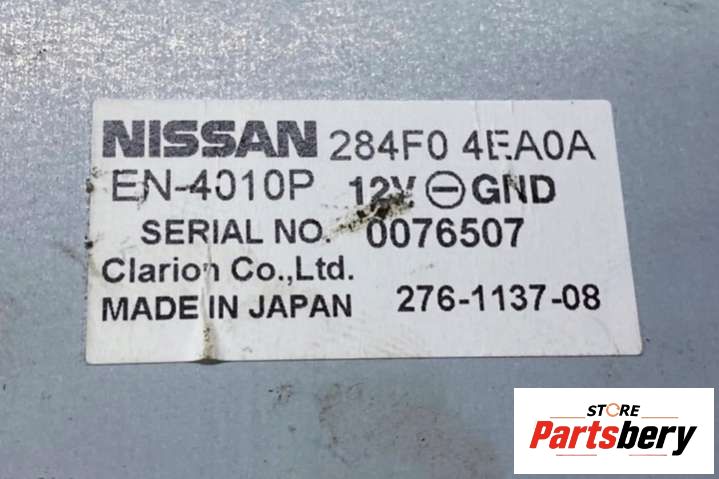 NISSAN 284F0 4EA0A
EN-4010P 12V ⊖ GND
SERIAL NO. 0076507
Clarion Co.,Ltd.
MADE IN JAPAN 276-1137-08
STORE
Partsbery